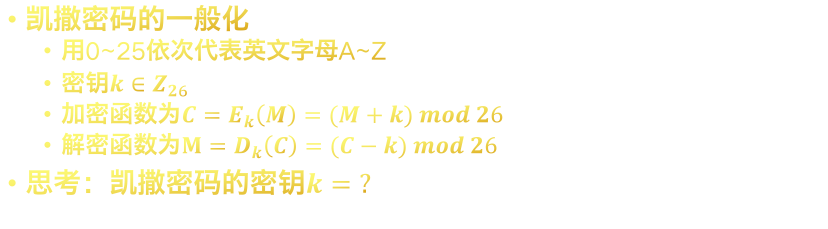 • 凯撒密码的一般化
• 用0~25依次代表英文字母A~Z
• 密钥k ∈ Z₂₆
• 加密函数为C = Eₖ(M) = (M + k) mod 26
• 解密函数为M = Dₖ(C) = (C − k) mod 26
• 思考：凯撒密码的密钥k = ?